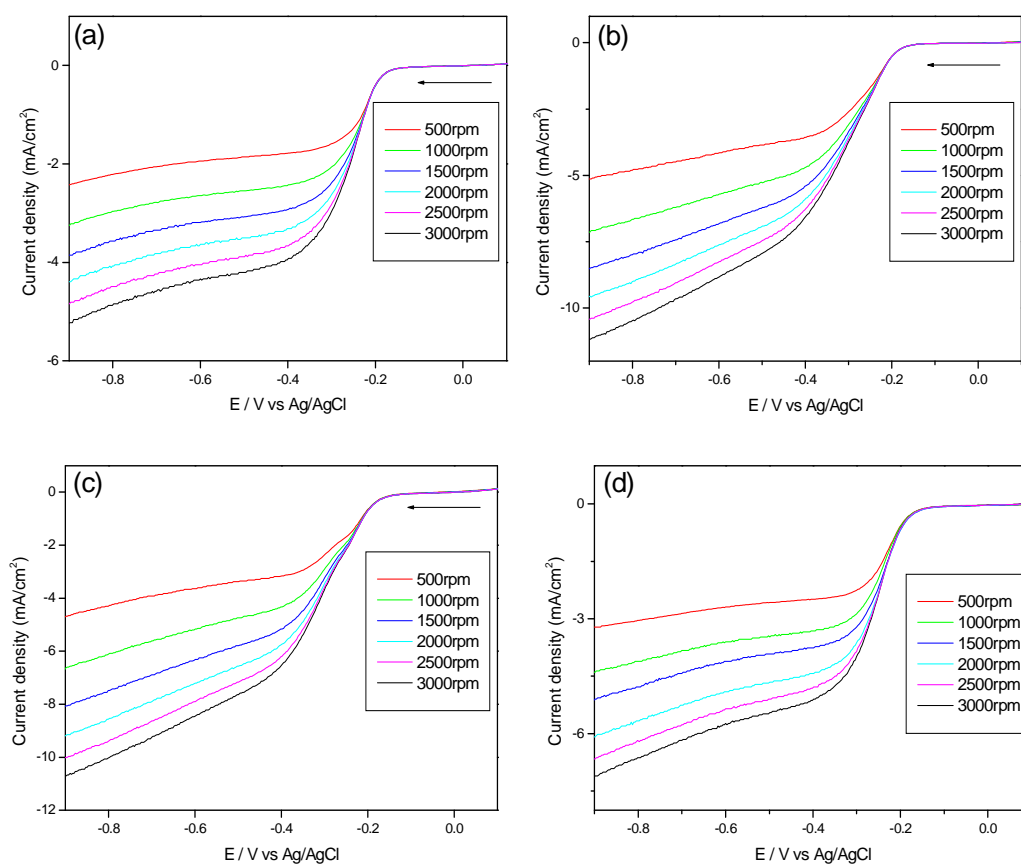 (a)
0
-2
-4
-6
Current density (mA/cm²)
-0.8
-0.6
-0.4
-0.2
0.0
E / V vs Ag/AgCl
500rpm
1000rpm
1500rpm
2000rpm
2500rpm
3000rpm
(b)
0
-5
-10
Current density (mA/cm²)
-0.8
-0.6
-0.4
-0.2
0.0
E / V vs Ag/AgCl
500rpm
1000rpm
1500rpm
2000rpm
2500rpm
3000rpm
(c)
0
-2
-4
-6
-8
-10
-12
Current density (mA/cm²)
-0.8
-0.6
-0.4
-0.2
0.0
E / V vs Ag/AgCl
500rpm
1000rpm
1500rpm
2000rpm
2500rpm
3000rpm
(d)
0
-3
-6
Current density (mA/cm²)
-0.8
-0.6
-0.4
-0.2
0.0
E / V vs Ag/AgCl
500rpm
1000rpm
1500rpm
2000rpm
2500rpm
3000rpm